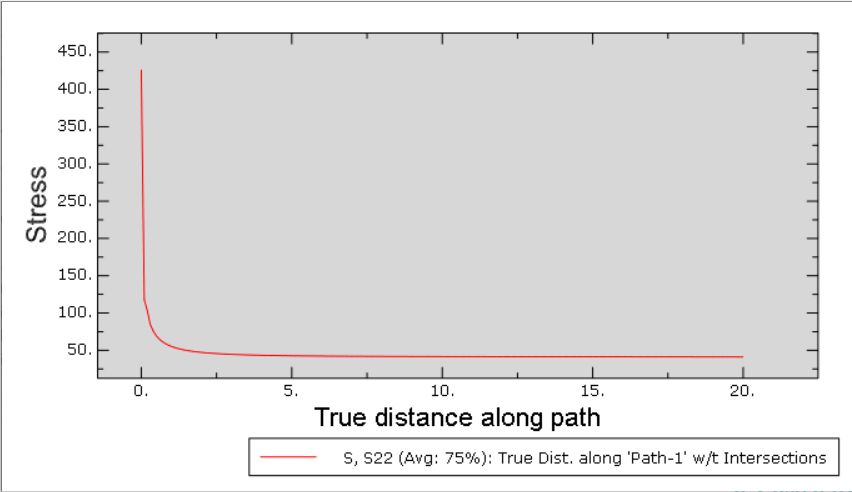 450.
400.
350.
300.
250.
200.
150.
100.
50.
Stress
0. 5. 10. 15. 20.
True distance along path
S, S22 (Avg: 75%): True Dist. along 'Path-1' w/t Intersections